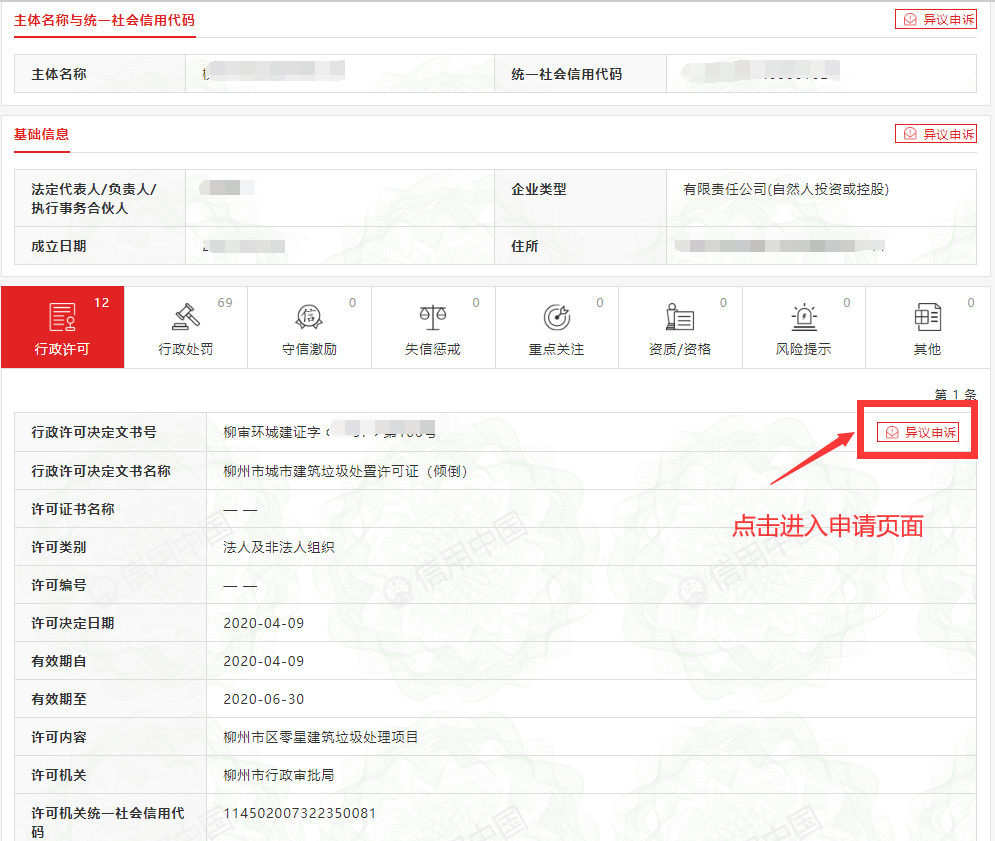 主体名称与统一社会信用代码
异议申诉
主体名称
统一社会信用代码
基础信息
异议申诉
法定代表人/负责人/
执行事务合伙人
企业类型
有限责任公司(自然人投资或控股)
成立日期
住所
12
行政许可
69
行政处罚
0
守信激励
0
失信惩戒
0
重点关注
0
资质/资格
0
风险提示
0
其他
第 1 条
行政许可决定文书号
柳审环城建证字
异议申诉
行政许可决定文书名称
柳州市城市建筑垃圾处置许可证（倾倒）
点击进入申请页面
许可证书名称
— —
许可类别
法人及非法人组织
许可编号
— —
许可决定日期
2020-04-09
有效期自
2020-04-09
有效期至
2020-06-30
许可内容
柳州市区零星建筑垃圾处理项目
许可机关
柳州市行政审批局
许可机关统一社会信用代
码
114502007322350081
信用中国